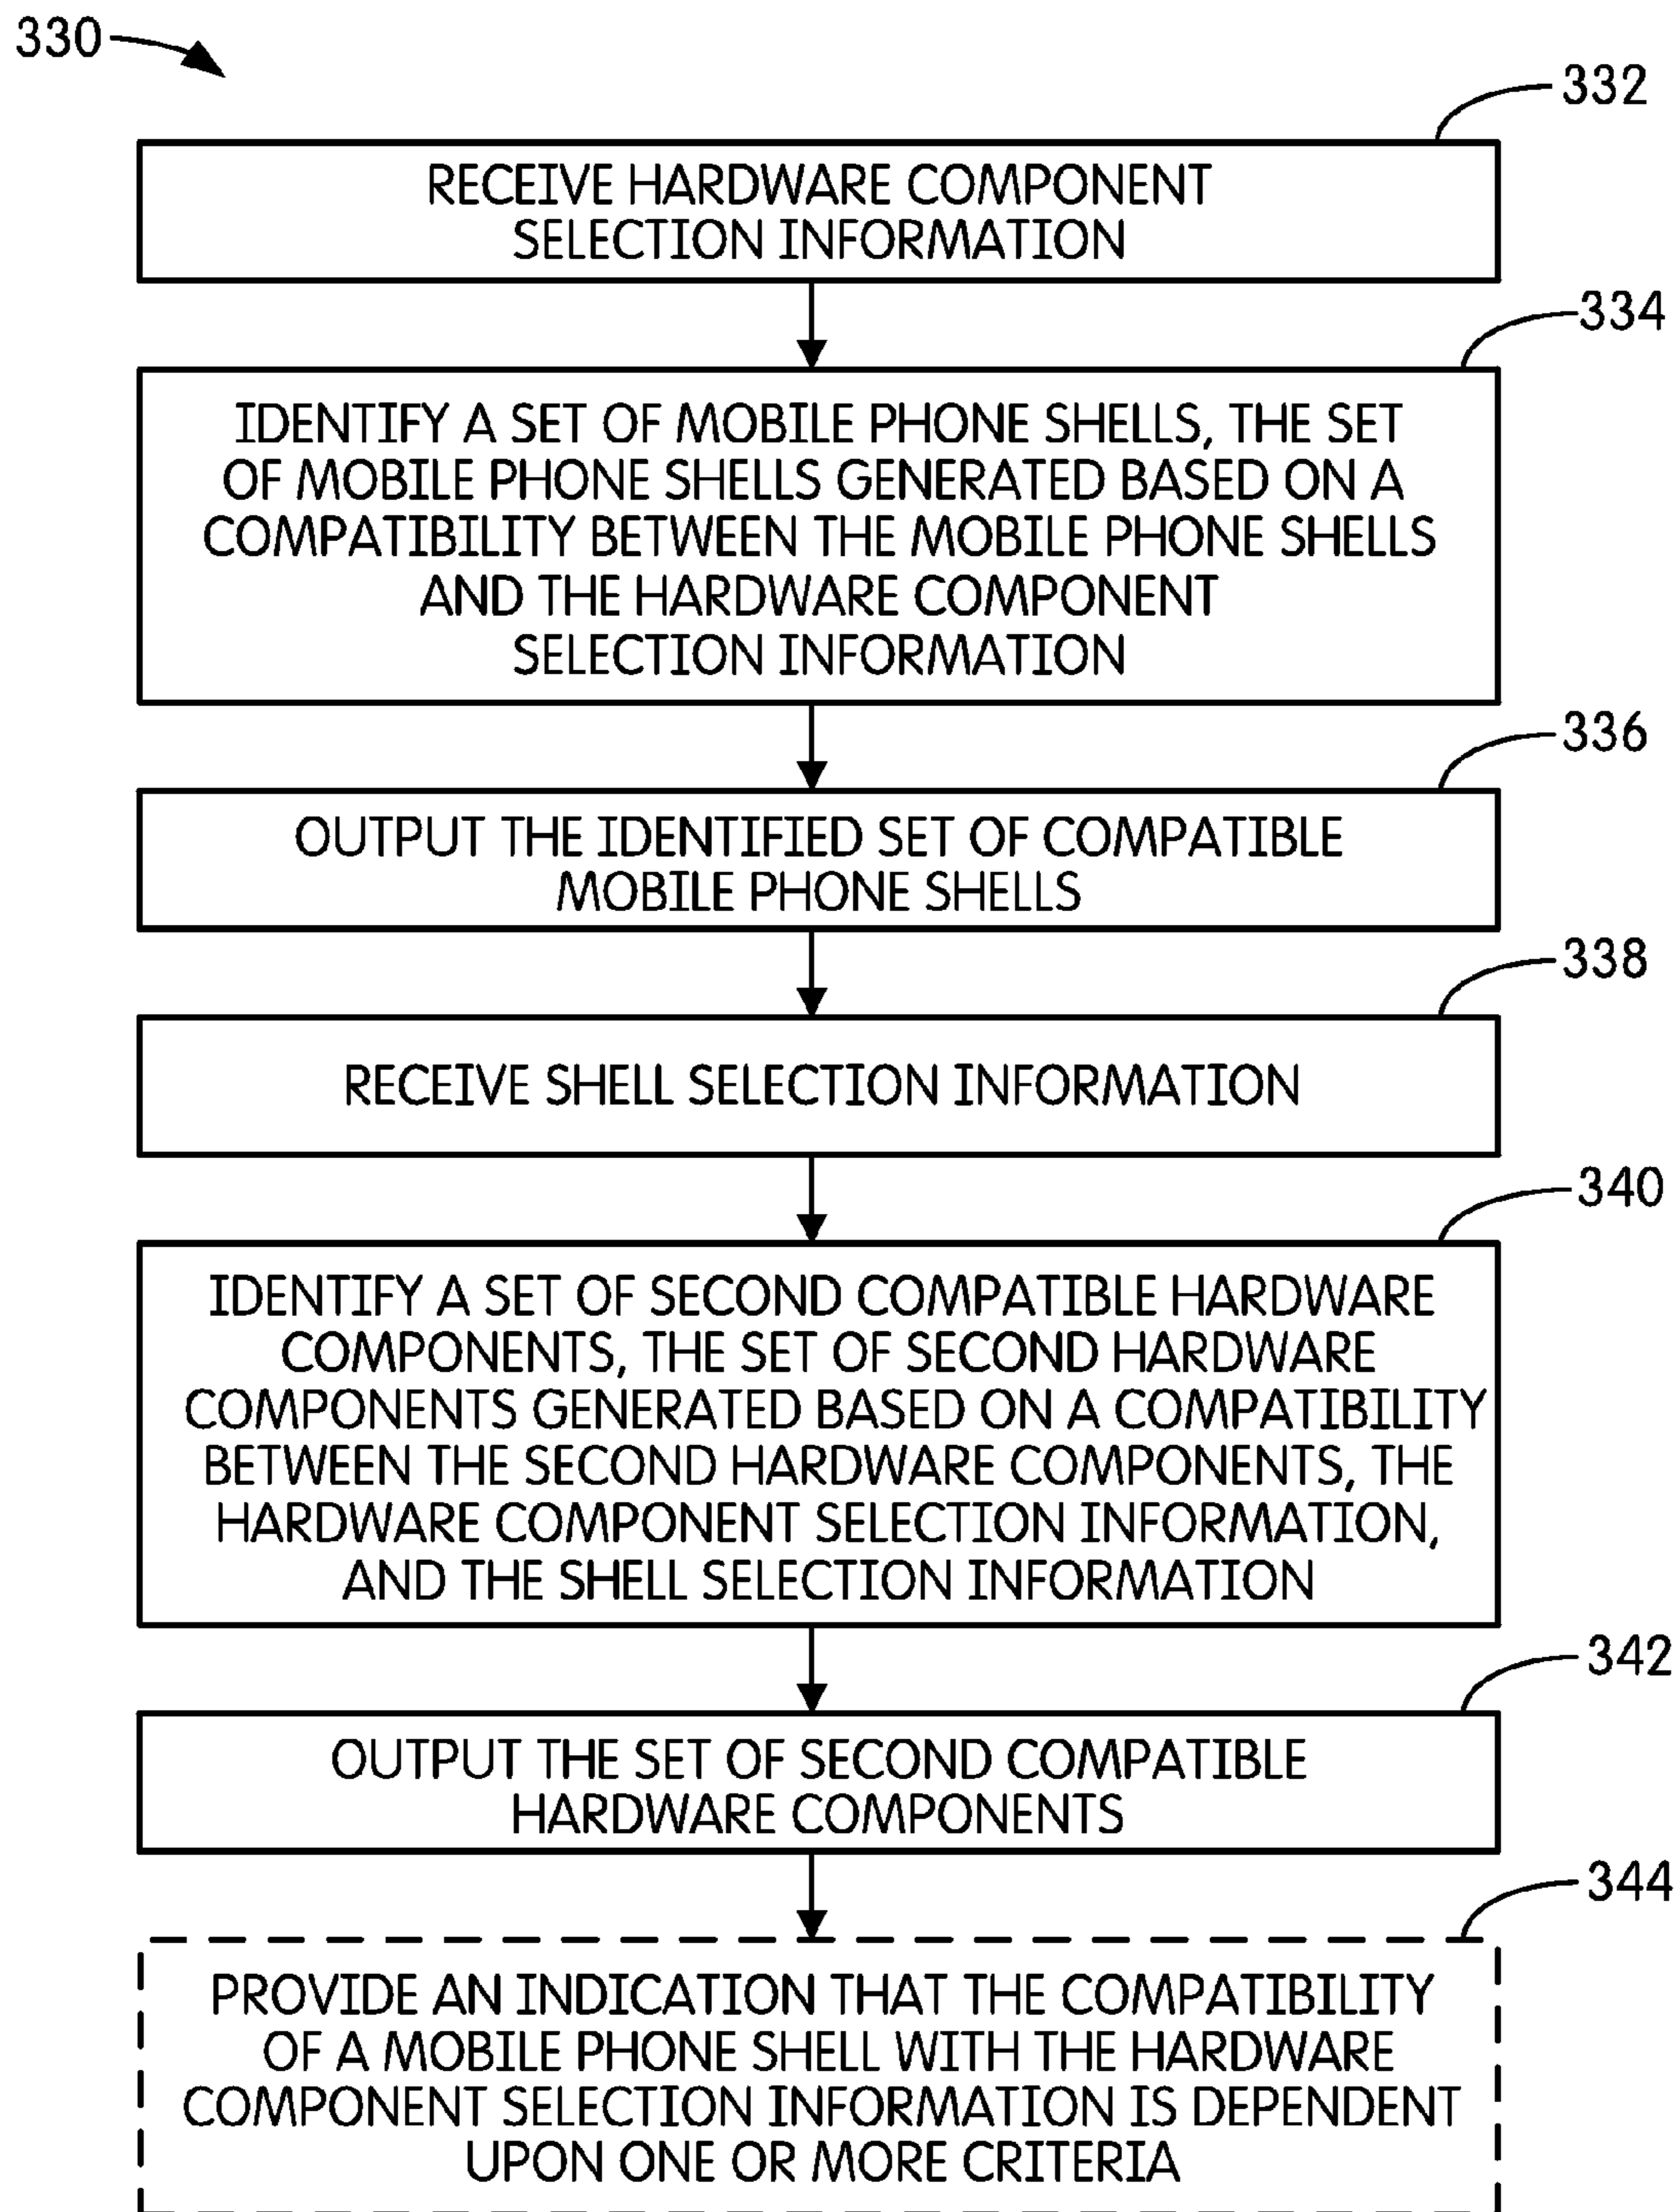 330
332
RECEIVE HARDWARE COMPONENT
SELECTION INFORMATION
334
IDENTIFY A SET OF MOBILE PHONE SHELLS, THE SET
OF MOBILE PHONE SHELLS GENERATED BASED ON A
COMPATIBILITY BETWEEN THE MOBILE PHONE SHELLS
AND THE HARDWARE COMPONENT
SELECTION INFORMATION
336
OUTPUT THE IDENTIFIED SET OF COMPATIBLE
MOBILE PHONE SHELLS
338
RECEIVE SHELL SELECTION INFORMATION
340
IDENTIFY A SET OF SECOND COMPATIBLE HARDWARE
COMPONENTS, THE SET OF SECOND HARDWARE
COMPONENTS GENERATED BASED ON A COMPATIBILITY
BETWEEN THE SECOND HARDWARE COMPONENTS, THE
HARDWARE COMPONENT SELECTION INFORMATION,
AND THE SHELL SELECTION INFORMATION
342
OUTPUT THE SET OF SECOND COMPATIBLE
HARDWARE COMPONENTS
344
PROVIDE AN INDICATION THAT THE COMPATIBILITY
OF A MOBILE PHONE SHELL WITH THE HARDWARE
COMPONENT SELECTION INFORMATION IS DEPENDENT
UPON ONE OR MORE CRITERIA